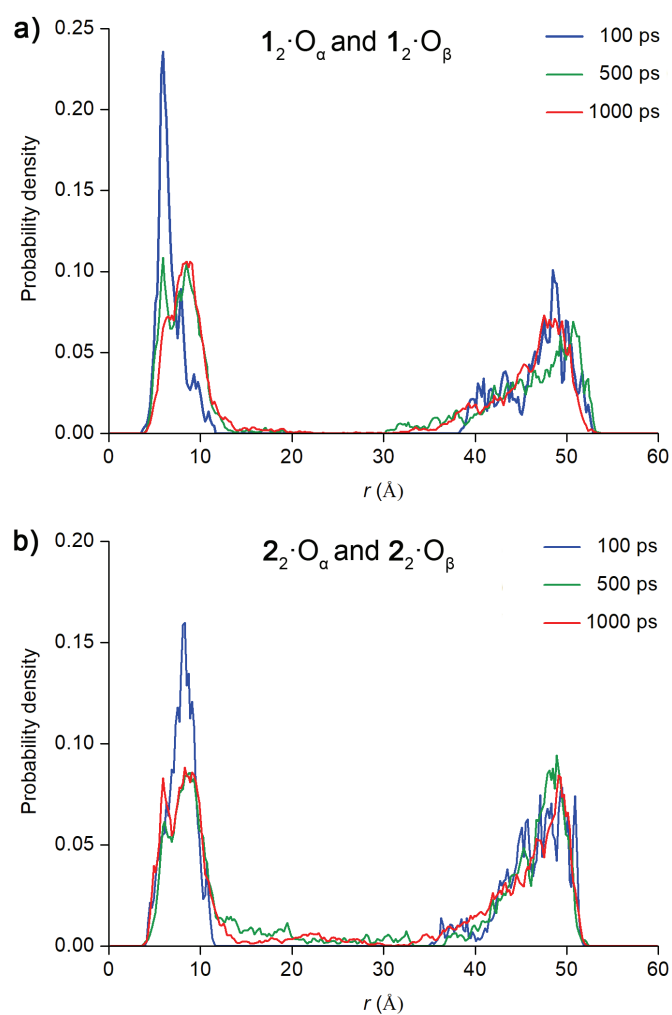 a)
1₂·Oα and 1₂·Oβ
100 ps
500 ps
1000 ps
Probability density
0.25
0.20
0.15
0.10
0.05
0.00
0 10 20 30 40 50 60
r (Å)
b)
2₂·Oα and 2₂·Oβ
100 ps
500 ps
1000 ps
Probability density
0.20
0.15
0.10
0.05
0.00
0 10 20 30 40 50 60
r (Å)